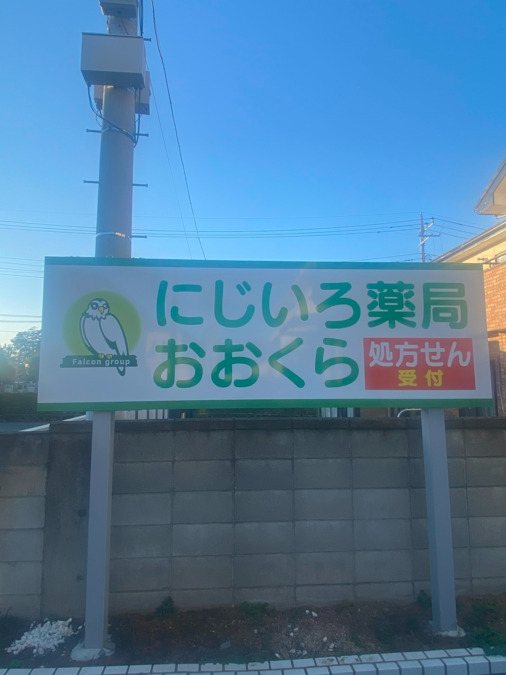 にじいろ薬局
おおくら
処方せん
受付
Falcon group